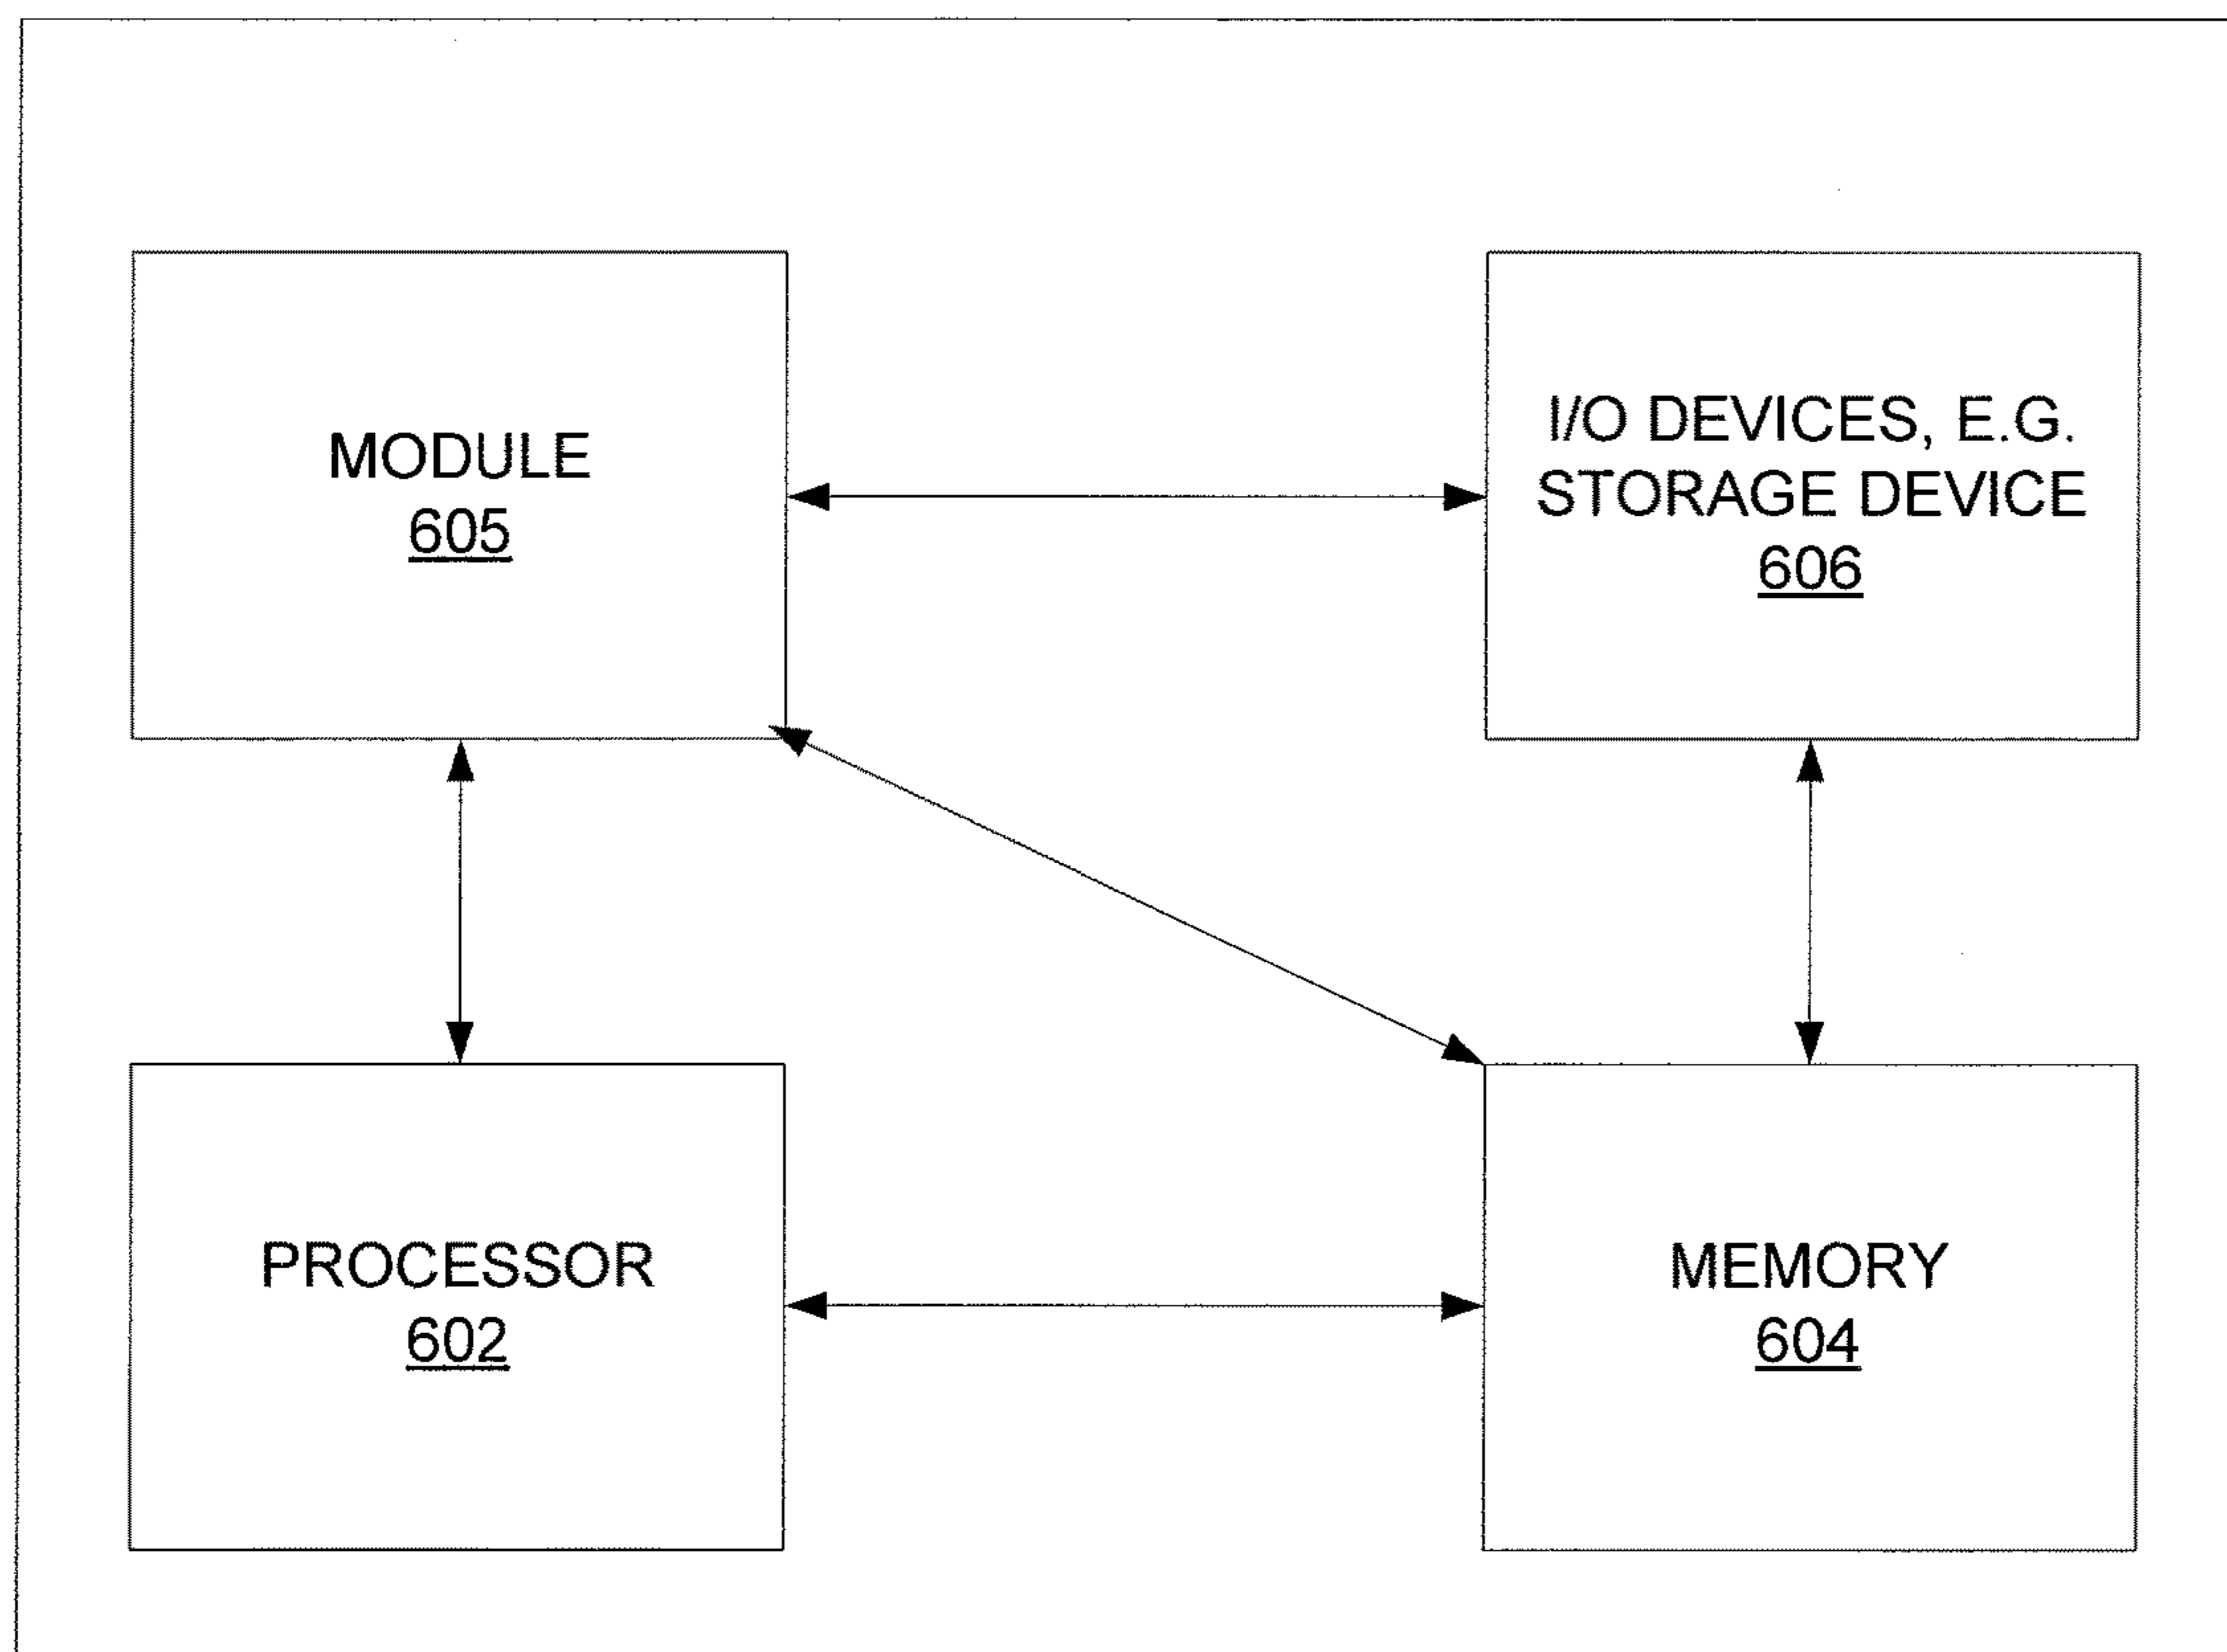 MODULE
605
I/O DEVICES, E.G.
STORAGE DEVICE
606
PROCESSOR
602
MEMORY
604